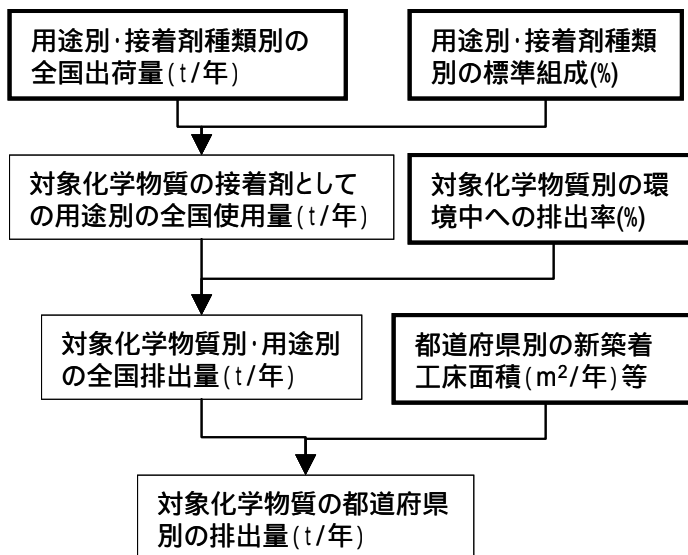 用途別･接着剤種類別の
全国出荷量(t/年)
用途別･接着剤種類
別の標準組成(%)
対象化学物質の接着剤として
の用途別の全国使用量(t/年)
対象化学物質別の環
境中への排出率(%)
対象化学物質別･用途別
の全国排出量(t/年)
都道府県別の新築着
工床面積(m²/年)等
対象化学物質の都道府県
別の排出量(t/年)